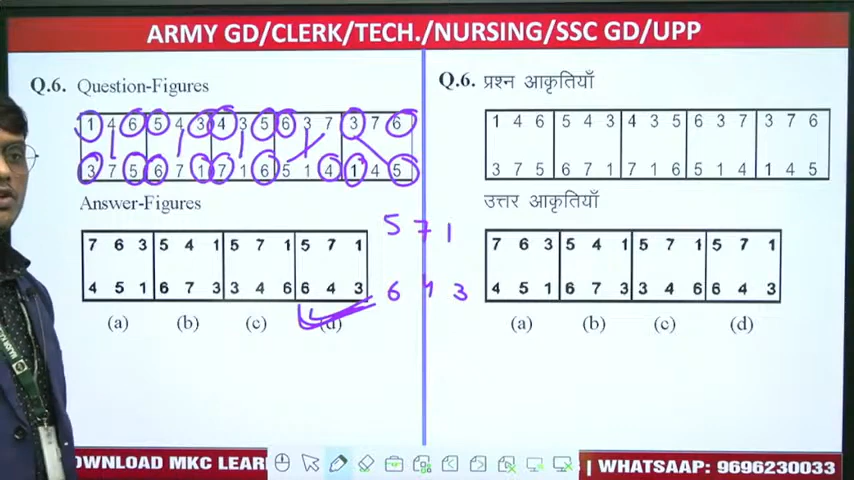 ARMY GD/CLERK/TECH./NURSING/SSC GD/UPP
Q.6. Question-Figures
1 4 6 5 4 3 4 3 5 6 3 7 3 7 6
3 7 5 6 7 1 7 1 6 5 1 4 1 4 5
Answer-Figures
7 6 3 5 4 1 5 7 1 5 7 1
4 5 1 6 7 3 3 4 6 6 4 3
(a) (b) (c) (d)
5 7 1
6 4 3
Q.6. प्रश्न आकृतियाँ
1 4 6 5 4 3 4 3 5 6 3 7 3 7 6
3 7 5 6 7 1 7 1 6 5 1 4 1 4 5
उत्तर आकृतियाँ
7 6 3 5 4 1 5 7 1 5 7 1
4 5 1 6 7 3 3 4 6 6 4 3
(a) (b) (c) (d)
OWNLOAD MKC LEAR
| WHATSAAP: 9696230033